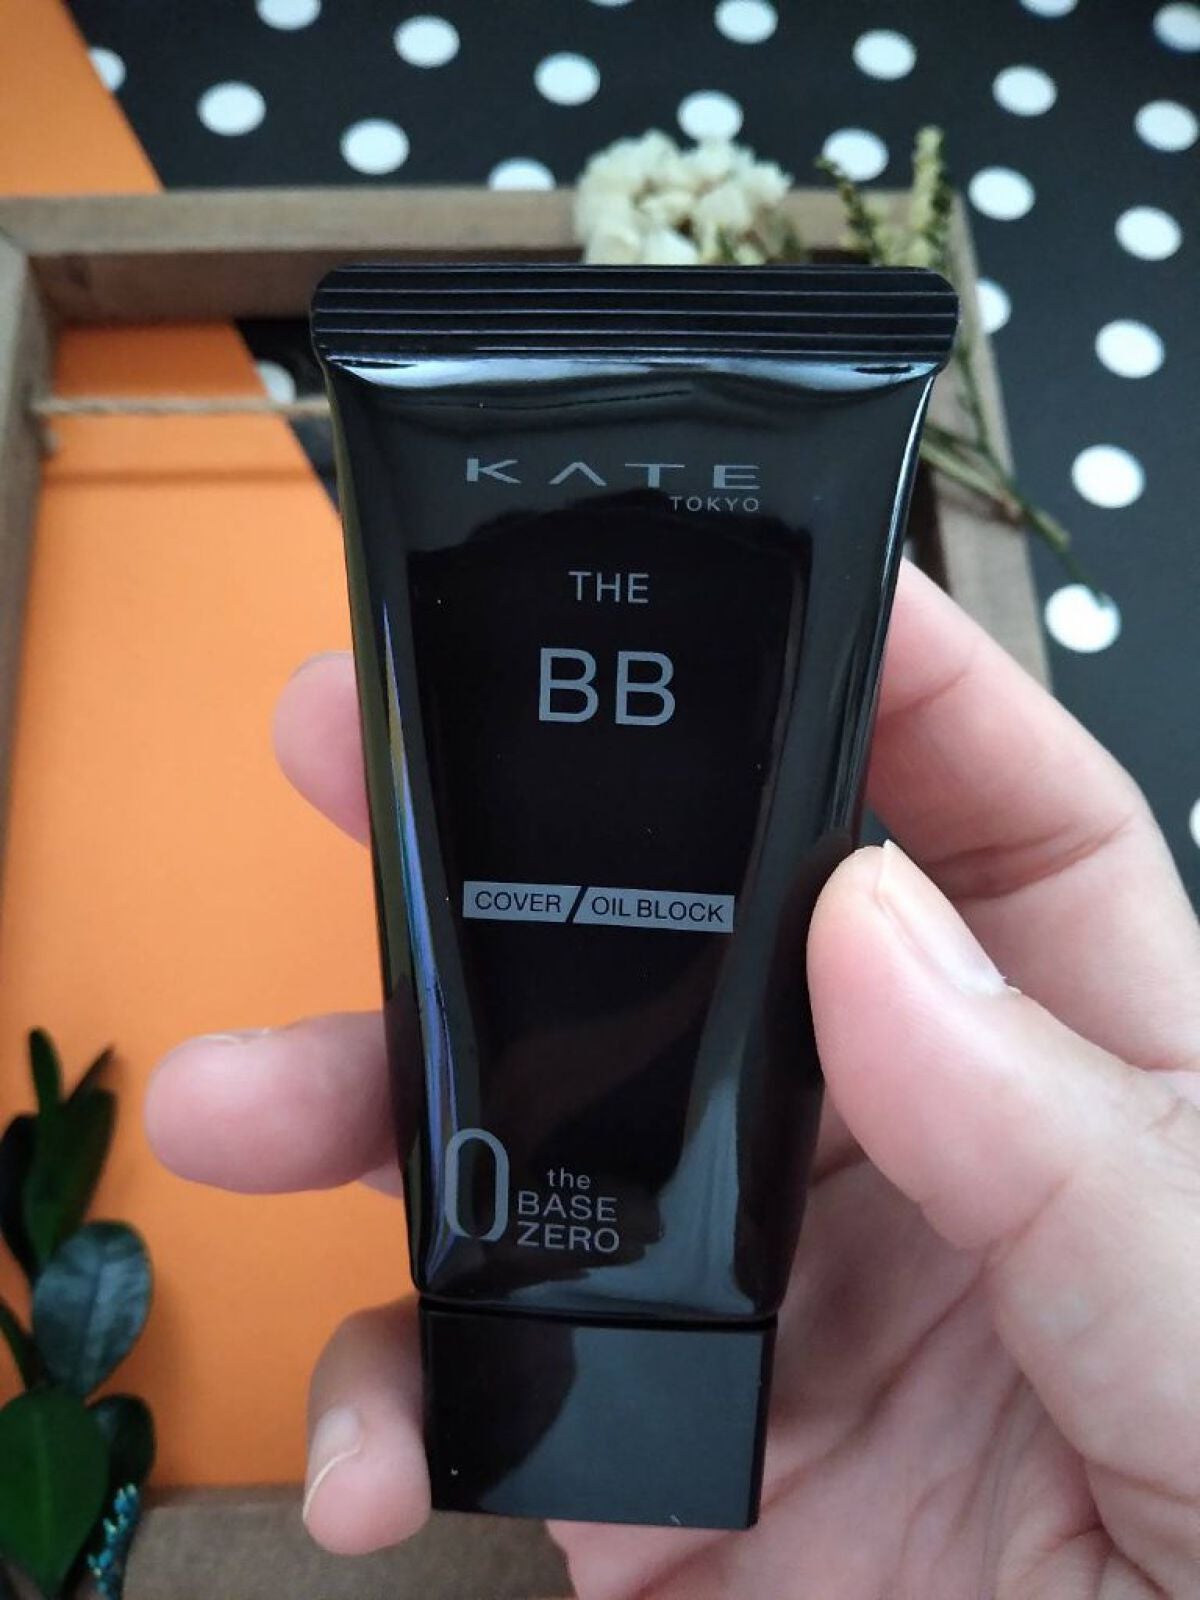 KATE
TOKYO
THE
BB
COVER/OIL BLOCK
0 the
BASE
ZERO